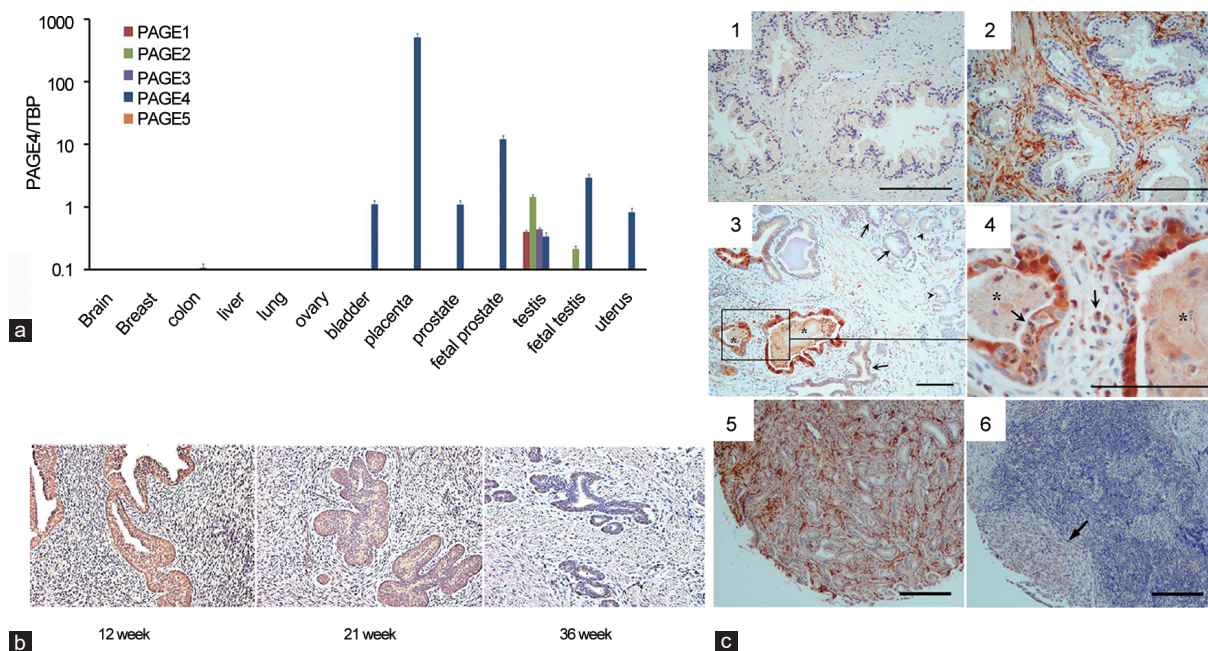 1000
100
10
1
0.1
PAGE4/TBP
PAGE1
PAGE2
PAGE3
PAGE4
PAGE5
Brain
Breast
colon
liver
lung
ovary
bladder
placenta
prostate
fetal prostate
testis
fetal testis
uterus
a
12 week
21 week
36 week
b
1
2
3
* *
4
* *
5
6
c